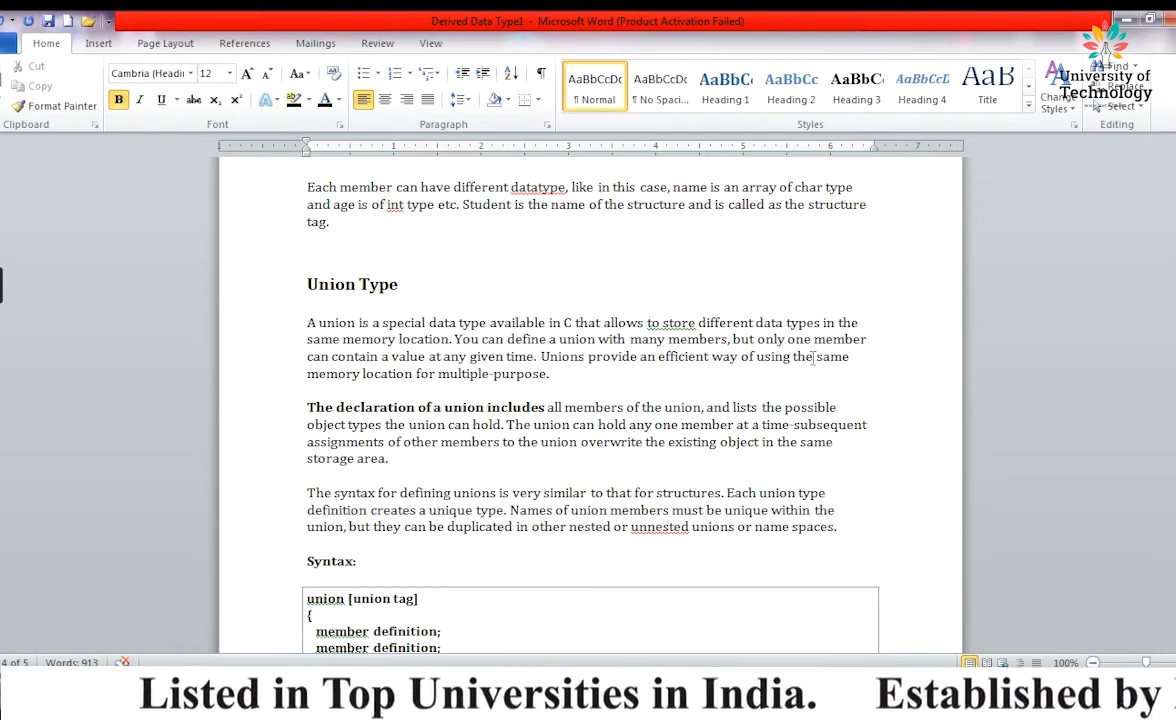 Derived Data Type1 - Microsoft Word (Product Activation Failed)
Home Insert Page Layout References Mailings Review View
Cut
Copy
Format Painter
Clipboard
Cambria (Headi 12
Font
Paragraph
AaBbCcDc AaBbCcDc AaBbC AaBbCc AaBbC AaBbCcD AaB
¶ Normal ¶ No Spaci... Heading 1 Heading 2 Heading 3 Heading 4 Title
Change Styles
Styles
Find
Replace
Select
Editing
University of
Technology
1 1 2 3 4 5 6 7
Each member can have different datatype, like in this case, name is an array of char type
and age is of int type etc. Student is the name of the structure and is called as the structure
tag.
Union Type
A union is a special data type available in C that allows to store different data types in the
same memory location. You can define a union with many members, but only one member
can contain a value at any given time. Unions provide an efficient way of using the same
memory location for multiple-purpose.
The declaration of a union includes all members of the union, and lists the possible
object types the union can hold. The union can hold any one member at a time-subsequent
assignments of other members to the union overwrite the existing object in the same
storage area.
The syntax for defining unions is very similar to that for structures. Each union type
definition creates a unique type. Names of union members must be unique within the
union, but they can be duplicated in other nested or unnested unions or name spaces.
Syntax:
union [union tag]
{
member definition;
member definition;
4 of 5 Words: 913 100%
Listed in Top Universities in India. Established by